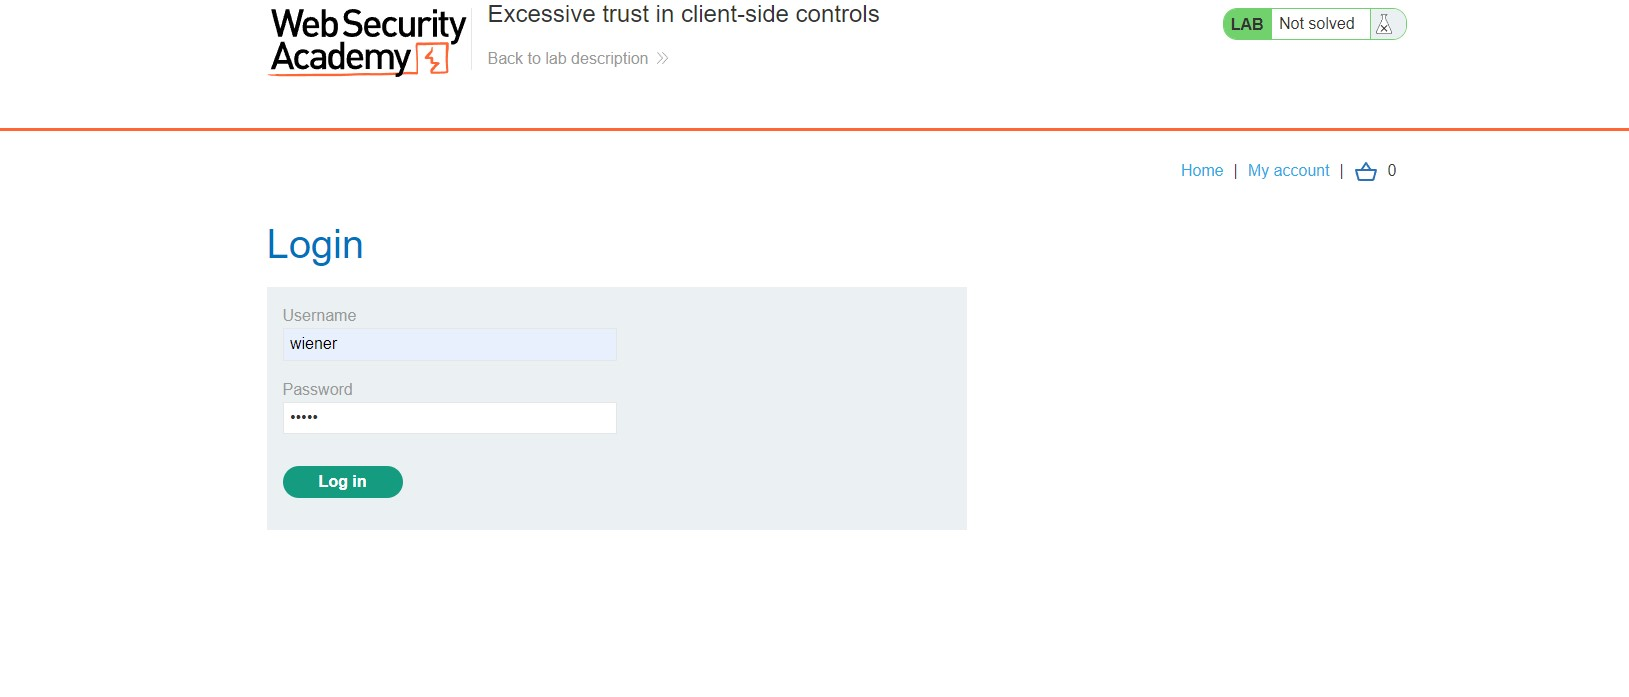 Web Security
Academy
Excessive trust in client-side controls
Back to lab description
LAB Not solved
Home | My account | 0
Login
Username
wiener
Password
•••••
Log in